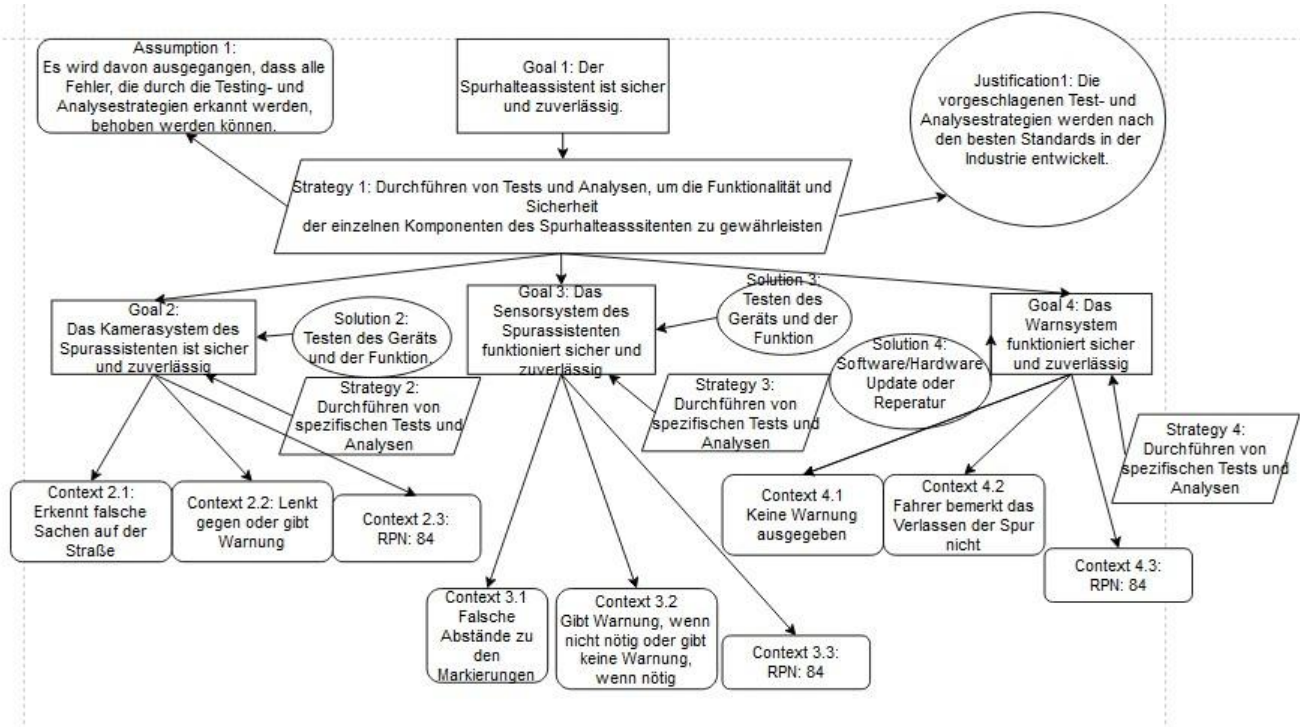 Assumption 1:
Es wird davon ausgegangen, dass alle
Fehler, die durch die Testing- und
Analysestrategien erkannt werden,
behoben werden können.
Goal 1: Der
Spurhalteassistent ist sicher
und zuverlässig.
Justification1: Die
vorgeschlagenen Test- und
Analysestrategien werden nach
den besten Standards in der
Industrie entwickelt.
Strategy 1: Durchführen von Tests und Analysen, um die Funktionalität und
Sicherheit
der einzelnen Komponenten des Spurhalteasssitenten zu gewährleisten
Goal 2:
Das Kamerasystem des
Spurassistenten ist sicher
und zuverlässig
Solution 2:
Testen des Geräts
und der Funktion,
Strategy 2:
Durchführen von
spezifischen Tests und
Analysen
Goal 3: Das
Sensorsystem des
Spurassistenten
funktioniert sicher und
zuverlässig
Solution 3:
Testen des
Geräts und der
Funktion
Strategy 3:
Durchführen von
spezifischen Tests und
Analysen
Solution 4:
Software/Hardware
Update oder
Reperatur
Goal 4: Das
Warnsystem
funktioniert sicher
und zuverlässig
Strategy 4:
Durchführen von
spezifischen Tests und
Analysen
Context 2.1:
Erkennt falsche
Sachen auf der
Straße
Context 2.2: Lenkt
gegen oder gibt
Warnung
Context 2.3:
RPN: 84
Context 3.1
Falsche
Abstände zu
den
Markierungen
Context 3.2
Gibt Warnung, wenn
nicht nötig oder gibt
keine Warnung,
wenn nötig
Context 3.3:
RPN: 84
Context 4.1
Keine Warnung
ausgegeben
Context 4.2
Fahrer bemerkt das
Verlassen der Spur
nicht
Context 4.3:
RPN: 84